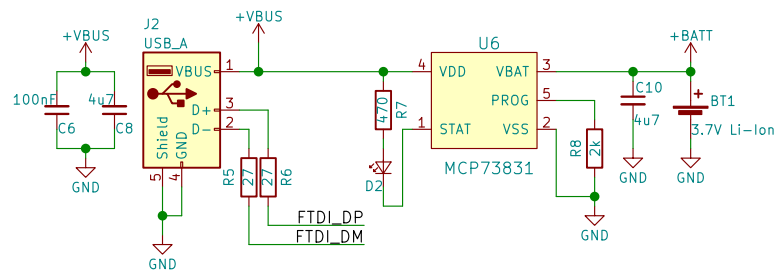 +VBUS
100nF
C6
4u7
C8
GND
J2
USB_A
VBUS
1
D+
3
D-
2
Shield
GND
5
4
GND
+VBUS
R5
27
27
R6
FTDI_DP
FTDI_DM
470
R7
D2
U6
4
VDD
VBAT
3
PROG
5
1
STAT
VSS
2
MCP73831
R8
2k
GND
C10
4u7
GND
+BATT
+
BT1
3.7V Li-Ion
GND